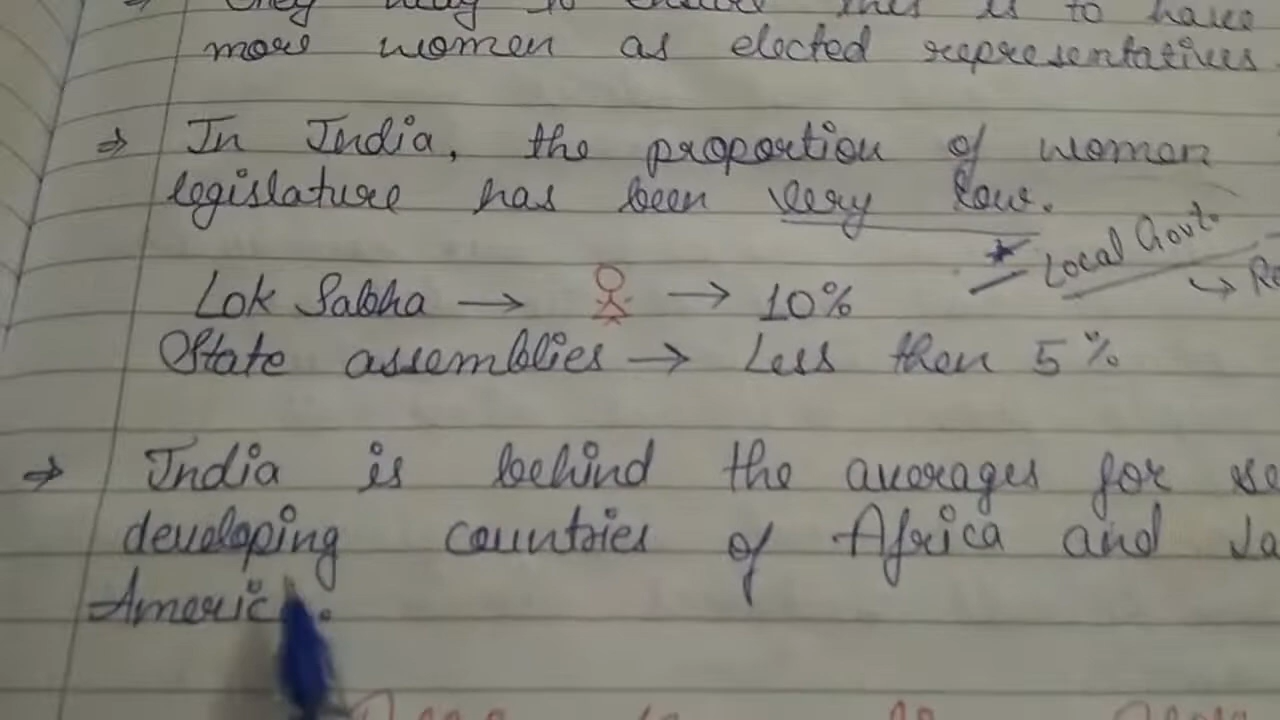 to have
more women as elected representatives
⇒ In India, the proportion of women
legislature has been very low.
* Local Govt.
Lok Sabha → → 10%
State assemblies → Less then 5%
⇒ India is behind the averages for
developing countries of Africa and
America.